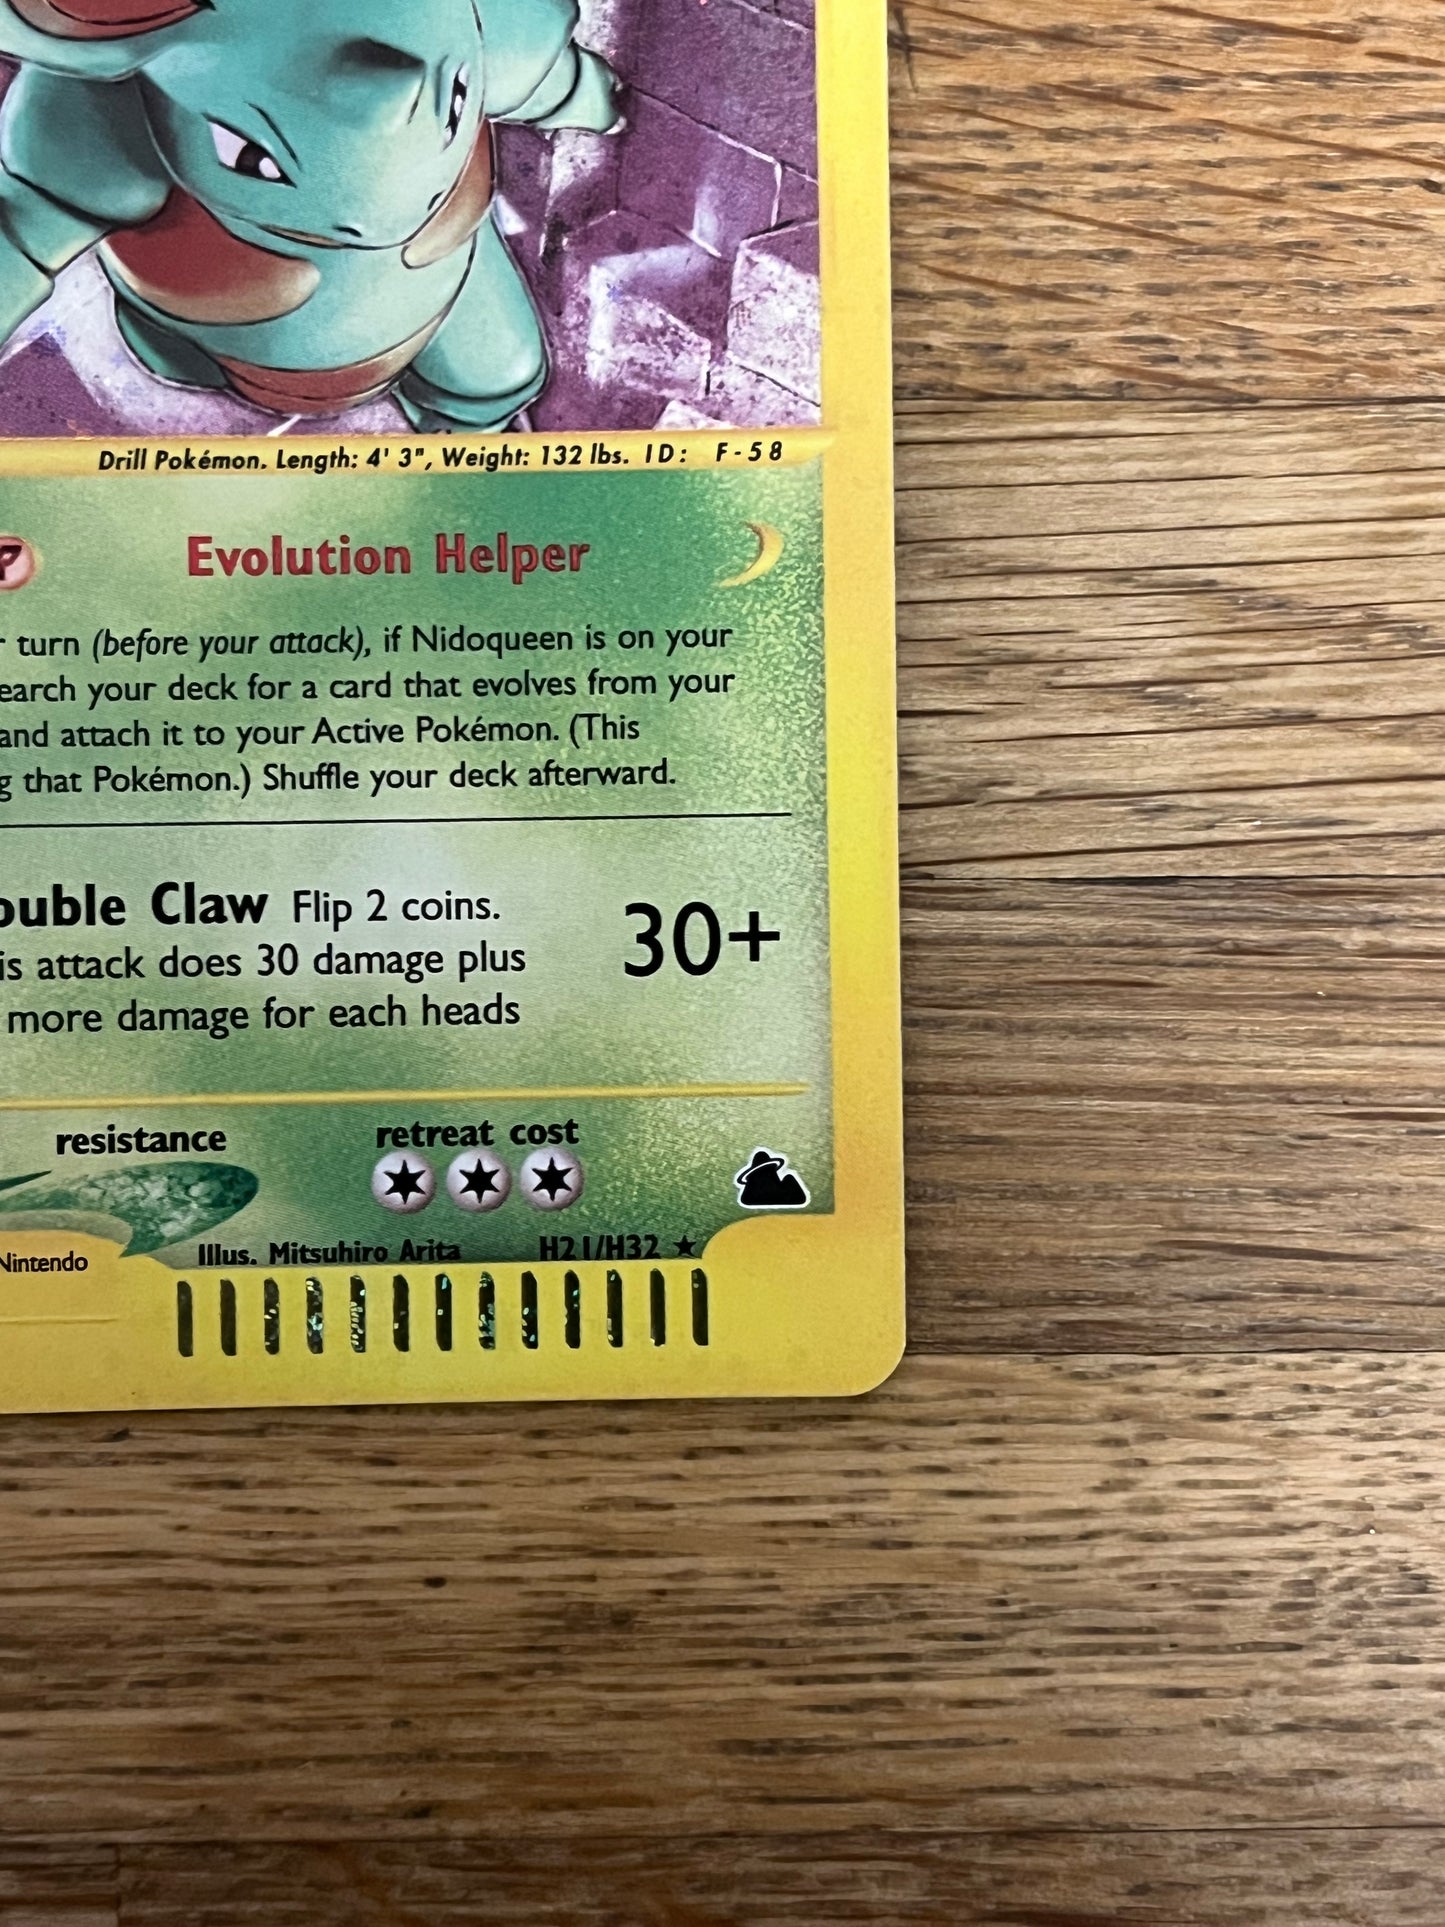 Drill Pokémon. Length: 4' 3", Weight: 132 lbs. ID: F-58
Evolution Helper
turn (before your attack), if Nidoqueen is on your
earch your deck for a card that evolves from your
and attach it to your Active Pokémon. (This
g that Pokémon.) Shuffle your deck afterward.
ouble Claw Flip 2 coins.
is attack does 30 damage plus
more damage for each heads
30+
resistance
retreat cost
Nintendo
Illus. Mitsuhiro Arita
H21/H32 ★